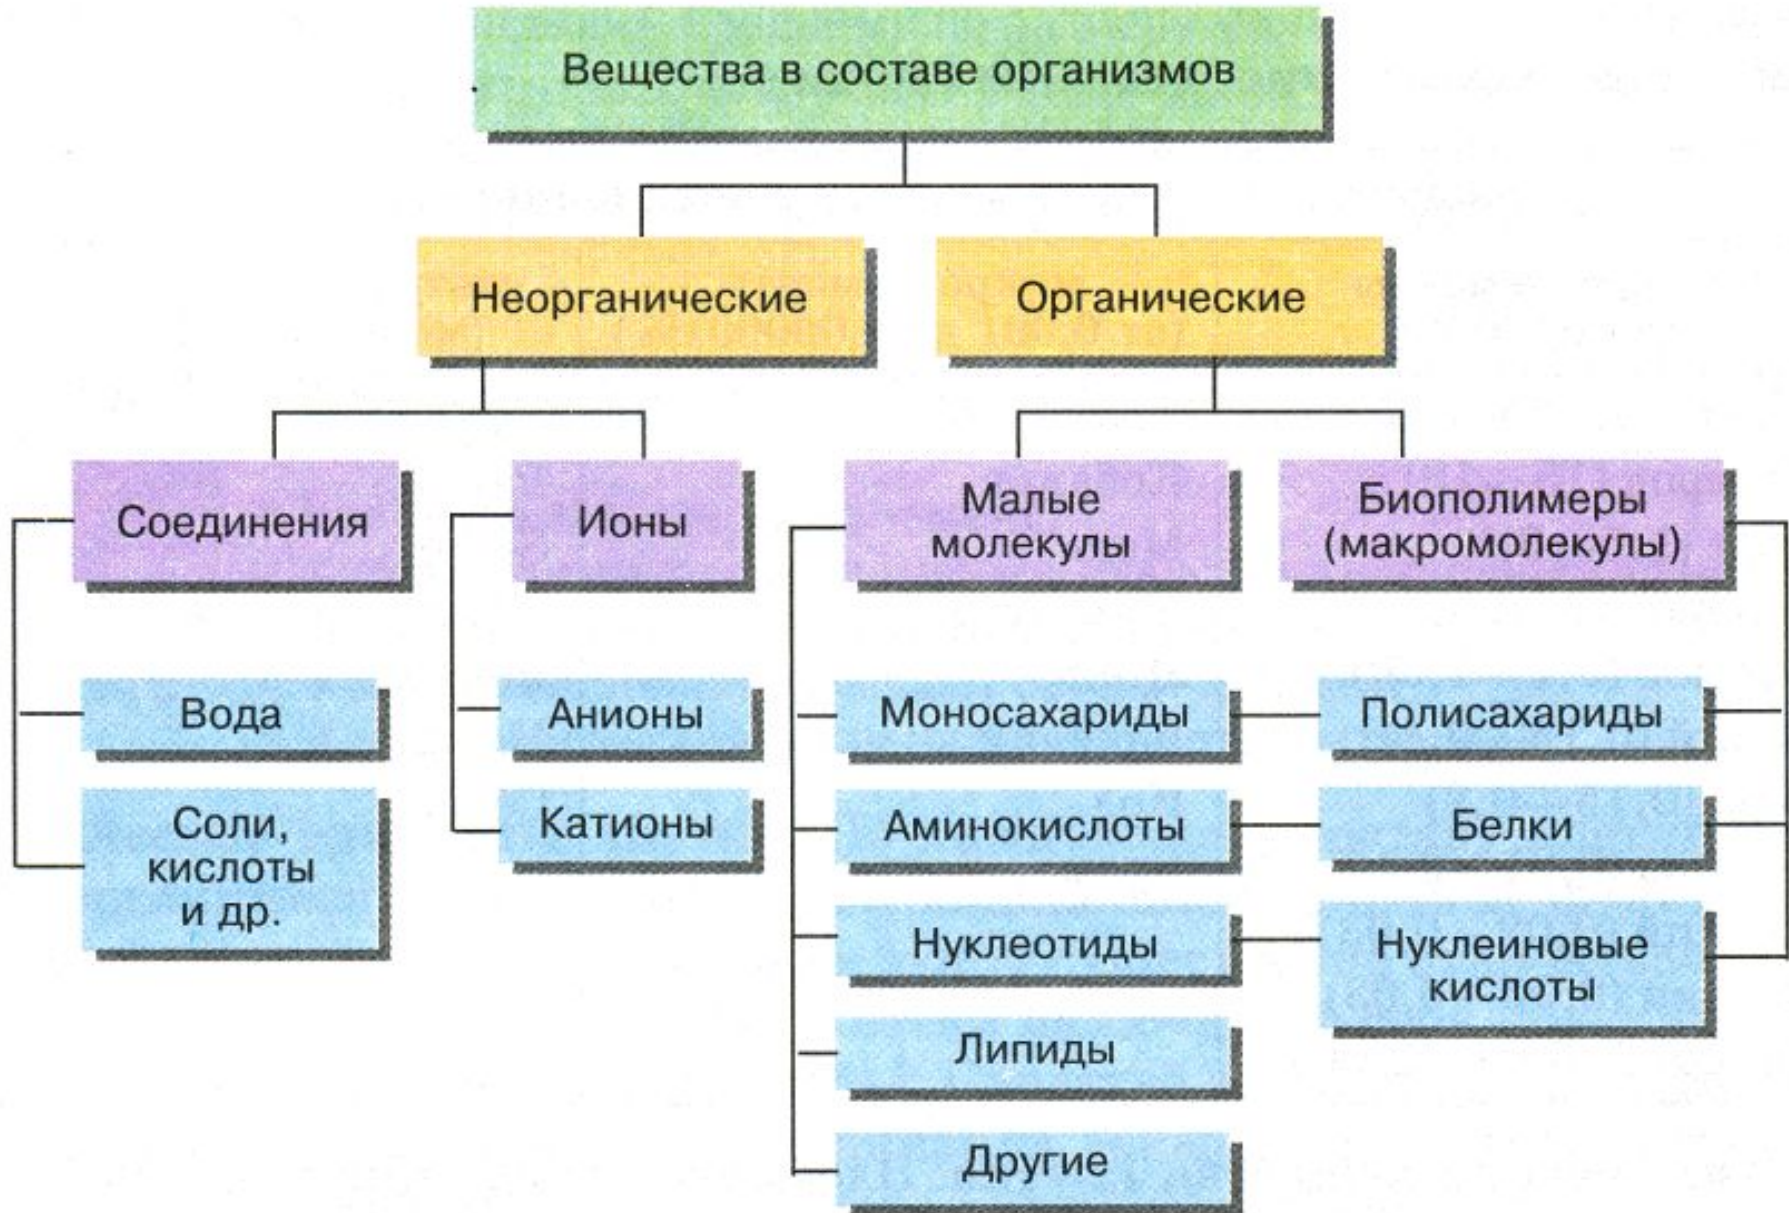 Вещества в составе организмов
Неорганические
Органические
Соединения
Ионы
Малые
молекулы
Биополимеры
(макромолекулы)
Вода
Анионы
Моносахариды
Полисахариды
Соли,
кислоты
и др.
Катионы
Аминокислоты
Белки
Нуклеотиды
Нуклеиновые
кислоты
Липиды
Другие